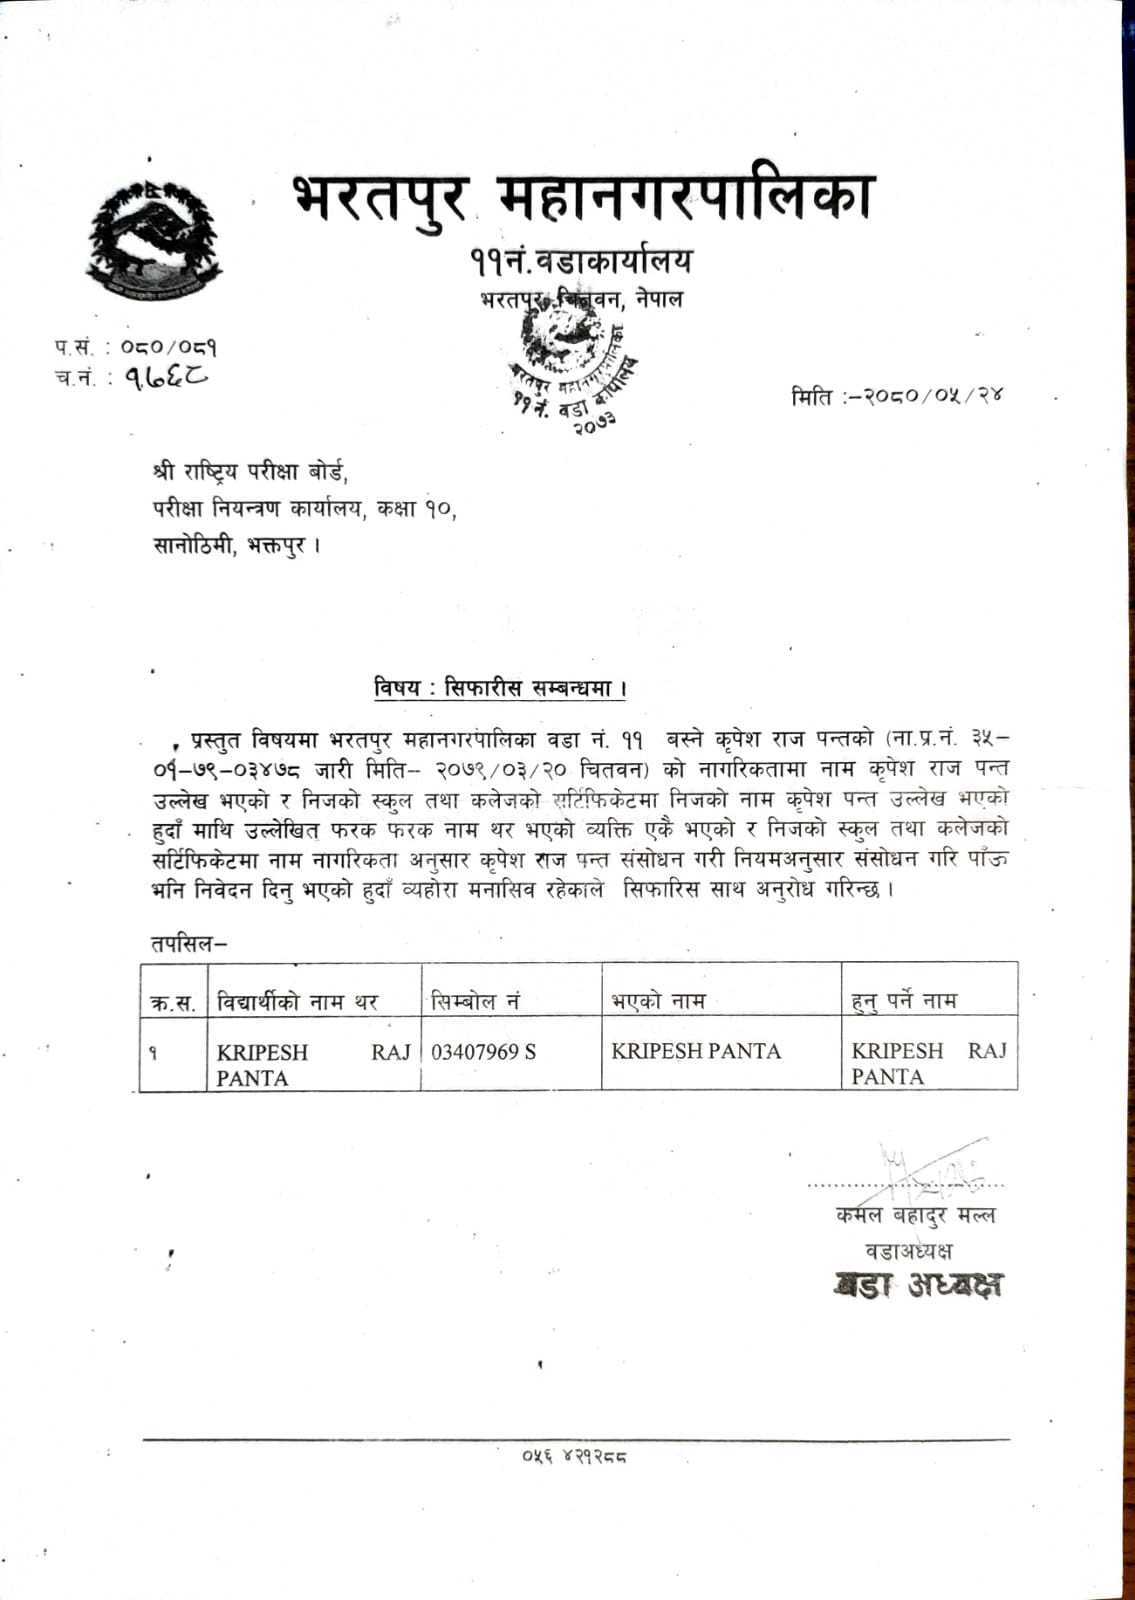 भरतपुर महानगरपालिका
११नं.वडाकार्यालय
भरतपुर, चितवन, नेपाल
भरतपुर महानगरपालिका
११ नं. वडा कार्यालय
२०७३
प.सं. : ०८०/०८१
च.नं. : १७६८
मिति :-२०८०/०५/२४
श्री राष्ट्रिय परीक्षा बोर्ड,
परीक्षा नियन्त्रण कार्यालय, कक्षा १०,
सानोठिमी, भक्तपुर ।
विषय : सिफारीस सम्बन्धमा ।
प्रस्तुत विषयमा भरतपुर महानगरपालिका वडा नं. ११ बस्ने कृपेश राज पन्तको (ना.प्र.नं. ३५-
०१-७९-०३४७८ जारी मिति- २०७९/०३/२० चितवन) को नागरिकतामा नाम कृपेश राज पन्त
उल्लेख भएको र निजको स्कुल तथा कलेजको सर्टिफिकेटमा निजको नाम कृपेश पन्त उल्लेख भएको
हुदाँ माथि उल्लेखित फरक फरक नाम थर भएको व्यक्ति एकै भएको र निजको स्कुल तथा कलेजको
सर्टिफिकेटमा नाम नागरिकता अनुसार कृपेश राज पन्त संसोधन गरी नियमअनुसार संसोधन गरि पाँऊ
भनि निवेदन दिनु भएको हुदाँ व्यहोरा मनासिव रहेकाले सिफारिस साथ अनुरोध गरिन्छ ।
तपसिल-
क्र.स. विद्यार्थीको नाम थर सिम्बोल नं भएको नाम हुनु पर्ने नाम
१ KRIPESH RAJ 03407969 S KRIPESH PANTA KRIPESH RAJ
PANTA PANTA
कमल बहादुर मल्ल
वडाअध्यक्ष
वडा अध्यक्ष
०५६ ४२१२८८